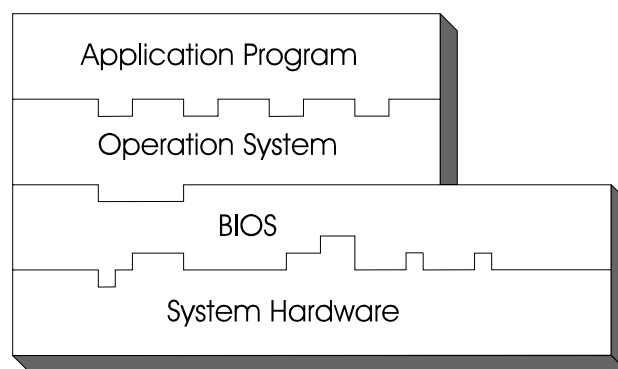 Application Program
Operation System
BIOS
System Hardware